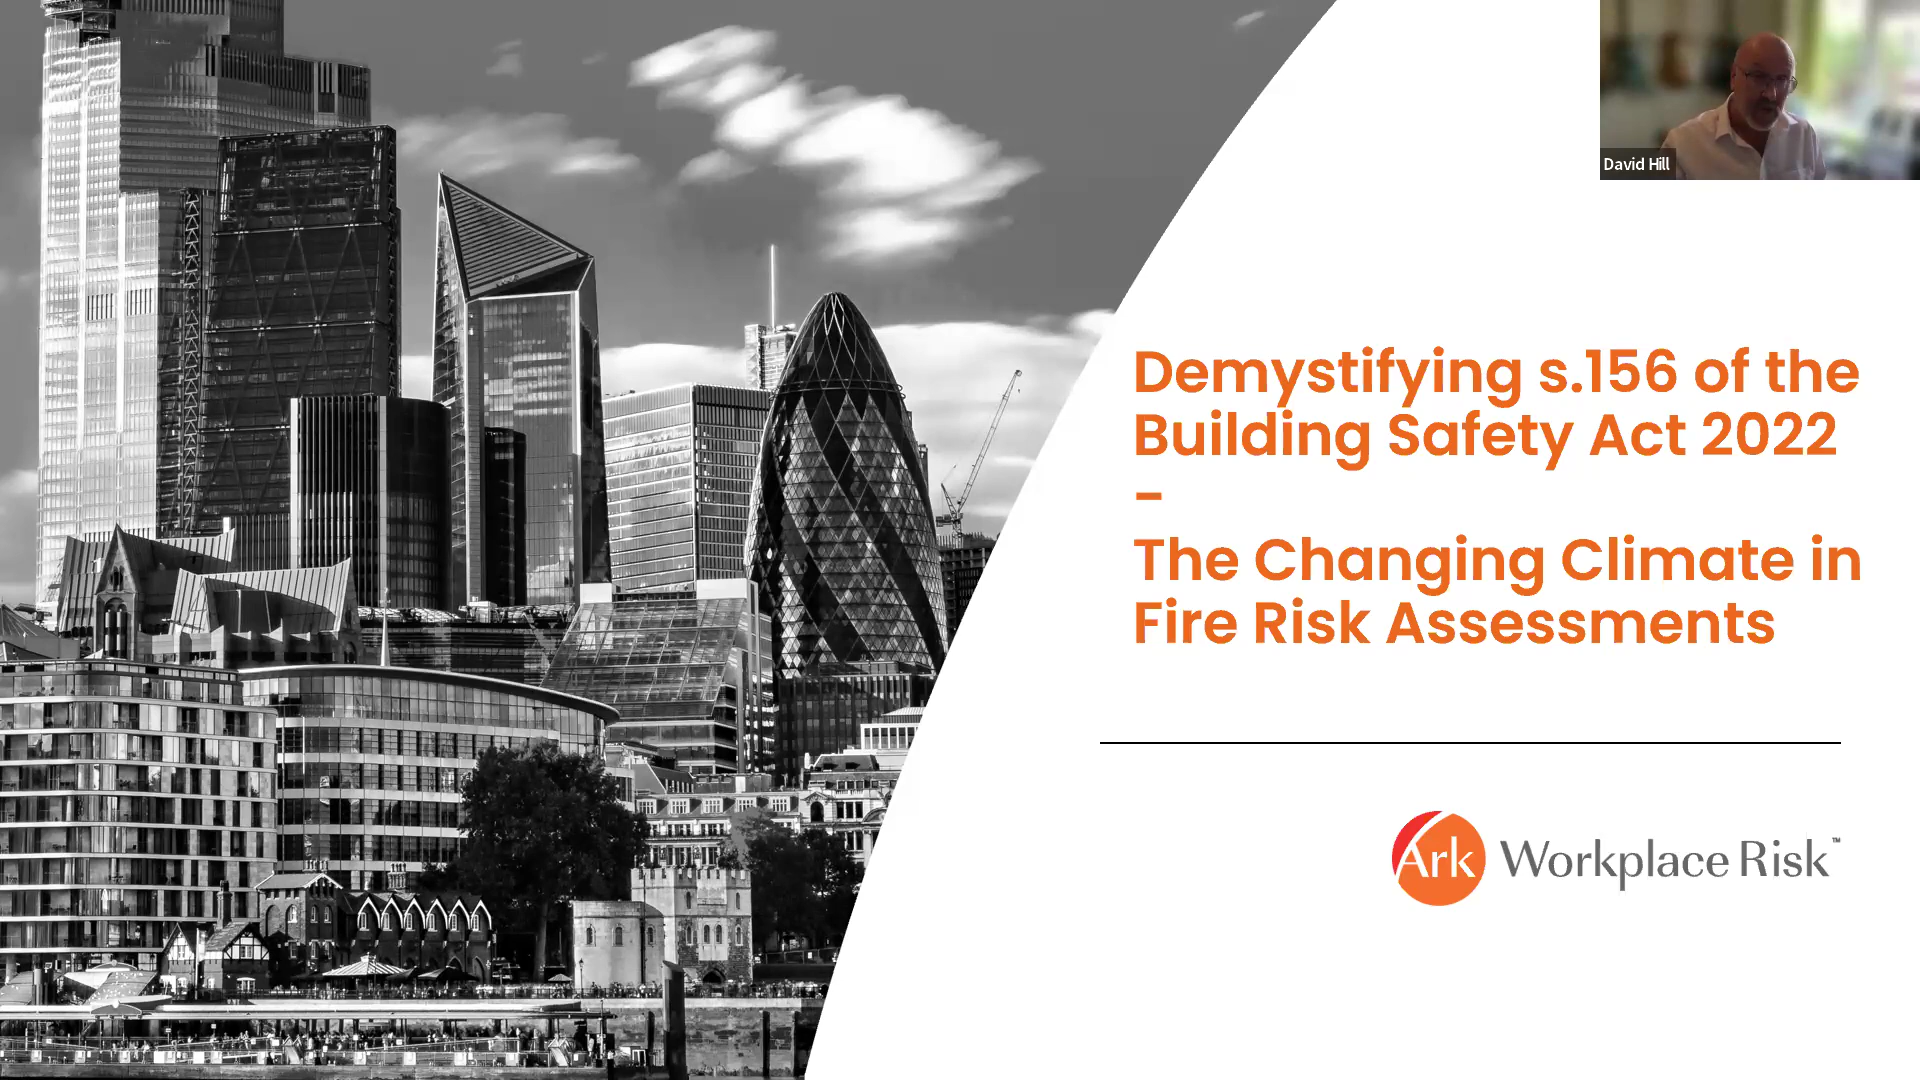 David Hill
Demystifying s.156 of the
Building Safety Act 2022
–
The Changing Climate in
Fire Risk Assessments
Ark Workplace Risk™